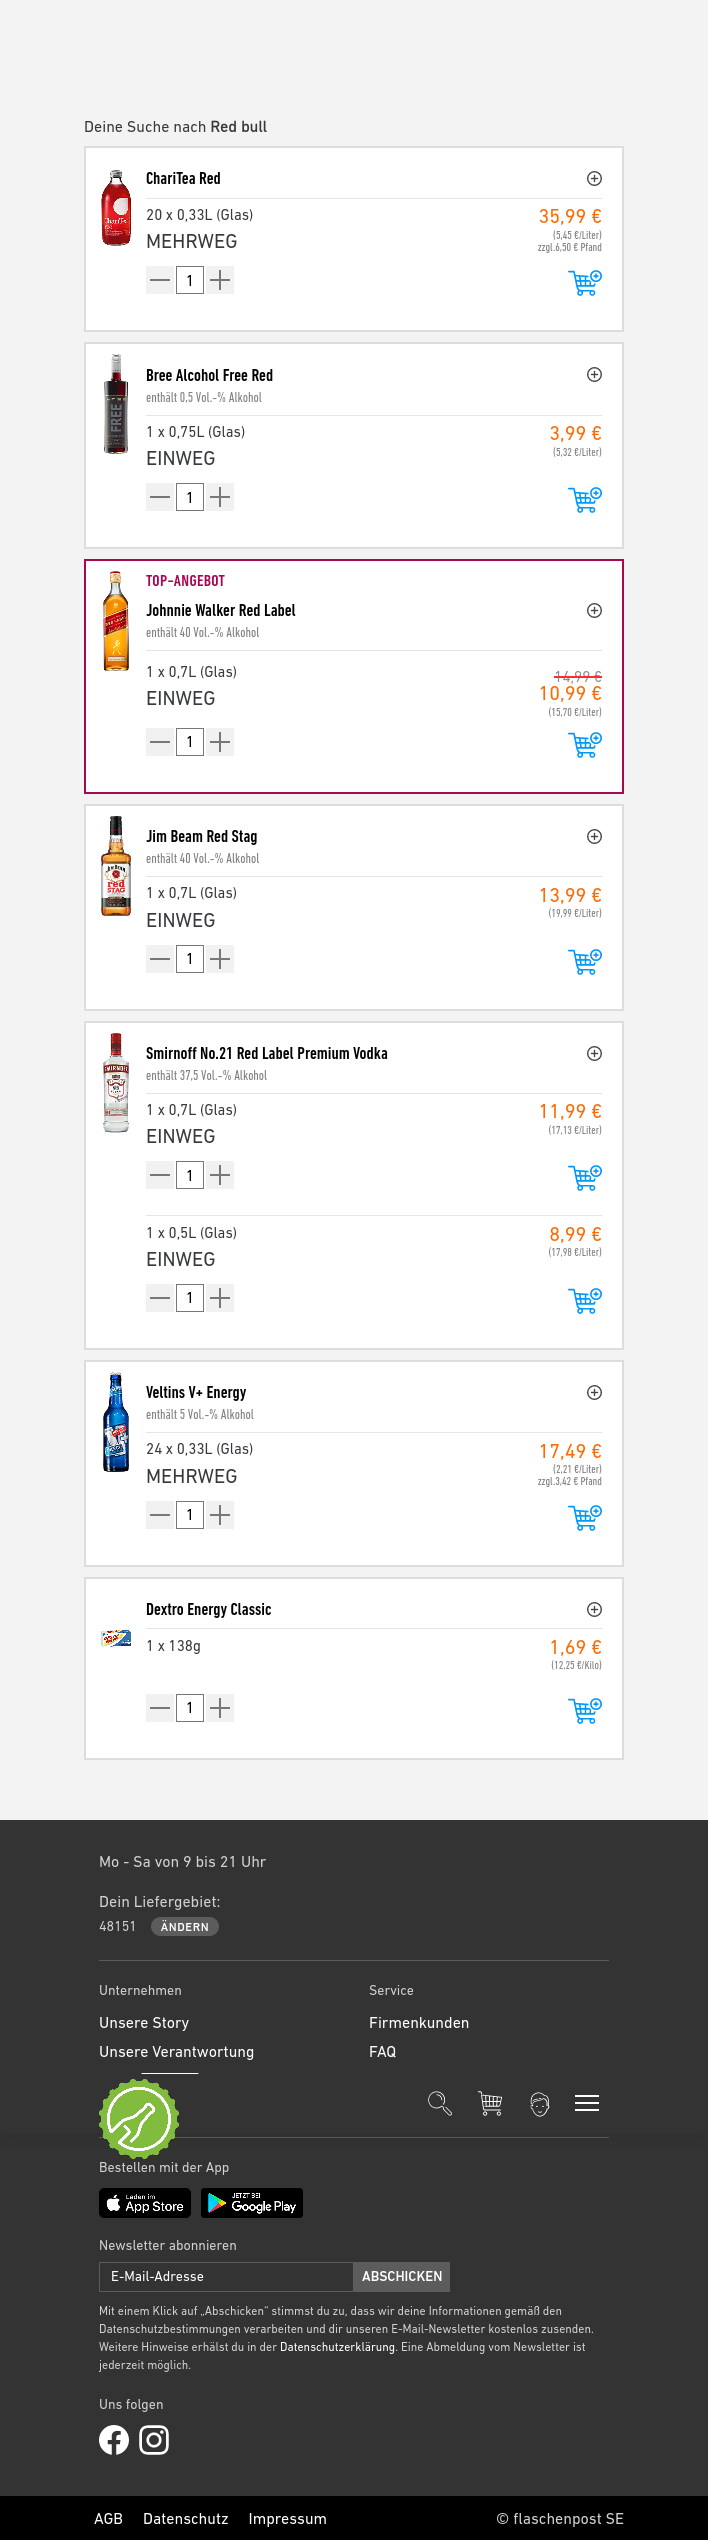 Deine Suche nach Red bull
ChariTea Red
20 x 0,33L (Glas)
35,99 €
(5,45 €/Liter)
MEHRWEG
zzgl.6,50 € Pfand
1
Bree Alcohol Free Red
enthält 0,5 Vol.-% Alkohol
1 x 0,75L (Glas)
3,99 €
(5,32 €/Liter)
EINWEG
1
FREE
TOP-ANGEBOT
Johnnie Walker Red Label
enthält 40 Vol.-% Alkohol
1 x 0,7L (Glas)
14,99 €
10,99 €
EINWEG
(15,70 €/Liter)
1
Jim Beam Red Stag
enthält 40 Vol.-% Alkohol
1 x 0,7L (Glas)
13,99 €
(19,99 €/Liter)
EINWEG
1
red
STAG
Smirnoff No.21 Red Label Premium Vodka
enthält 37,5 Vol.-% Alkohol
SMIRNOFF
1 x 0,7L (Glas)
11,99 €
(17,13 €/Liter)
EINWEG
1
1 x 0,5L (Glas)
8,99 €
(17,98 €/Liter)
EINWEG
1
Veltins V+ Energy
enthält 5 Vol.-% Alkohol
24 x 0,33L (Glas)
17,49 €
(2,21 €/Liter)
MEHRWEG
zzgl.3,42 € Pfand
1
Dextro Energy Classic
1 x 138g
1,69 €
(12,25 €/Kilo)
1
Mo - Sa von 9 bis 21 Uhr
Dein Liefergebiet:
48151 ÄNDERN
Unternehmen
Service
Unsere Story
Firmenkunden
Unsere Verantwortung
FAQ
Bestellen mit der App
Laden im
App Store
JETZT BEI
Google Play
Newsletter abonnieren
E-Mail-Adresse
ABSCHICKEN
Mit einem Klick auf „Abschicken“ stimmst du zu, dass wir deine Informationen gemäß den
Datenschutzbestimmungen verarbeiten und dir unseren E-Mail-Newsletter kostenlos zusenden.
Weitere Hinweise erhälst du in der Datenschutzerklärung. Eine Abmeldung vom Newsletter ist
jederzeit möglich.
Uns folgen
AGB Datenschutz Impressum
© flaschenpost SE